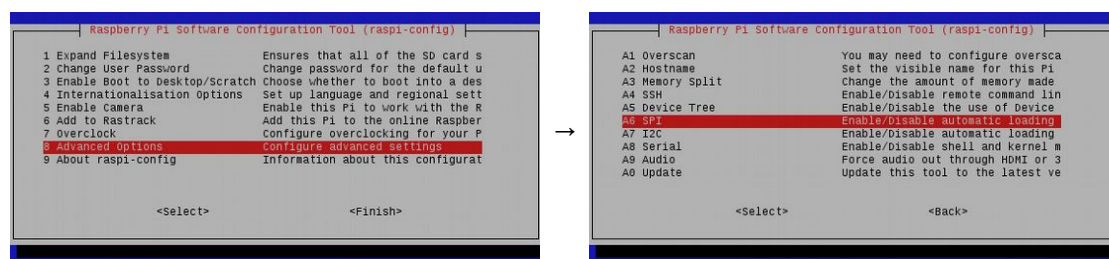 Raspberry Pi Software Configuration Tool (raspi-config)
1 Expand Filesystem Ensures that all of the SD card s
2 Change User Password Change password for the default u
3 Enable Boot to Desktop/Scratch Choose whether to boot into a des
4 Internationalisation Options Set up language and regional sett
5 Enable Camera Enable this Pi to work with the R
6 Add to Rastrack Add this Pi to the online Raspber
7 Overclock Configure overclocking for your P
8 Advanced Options Configure advanced settings
9 About raspi-config Information about this configurat
<Select> <Finish>
→
Raspberry Pi Software Configuration Tool (raspi-config)
A1 Overscan You may need to configure oversca
A2 Hostname Set the visible name for this Pi
A3 Memory Split Change the amount of memory made
A4 SSH Enable/Disable remote command lin
A5 Device Tree Enable/Disable the use of Device
A6 SPI Enable/Disable automatic loading
A7 I2C Enable/Disable automatic loading
A8 Serial Enable/Disable shell and kernel m
A9 Audio Force audio out through HDMI or 3
A0 Update Update this tool to the latest ve
<Select> <Back>